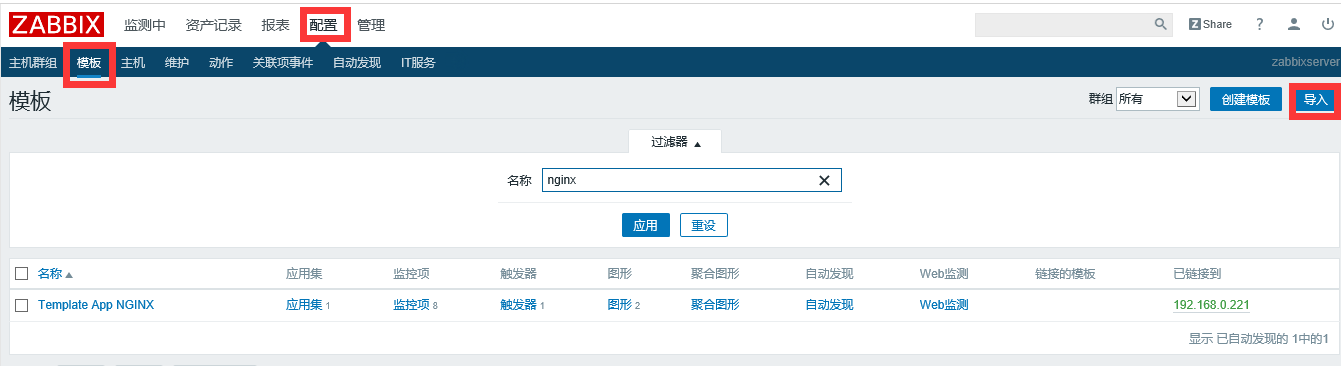 ZABBIX 监测中 资产记录 报表 配置 管理 Z Share ?
主机群组 模板 主机 维护 动作 关联项事件 自动发现 IT服务 zabbixserver
模板 群组 所有 创建模板 导入
过滤器 ▲
名称 nginx ✕
应用 重设
名称 ▲ 应用集 监控项 触发器 图形 聚合图形 自动发现 Web监测 链接的模板 已链接到
Template App NGINX 应用集 1 监控项 8 触发器 1 图形 2 聚合图形 自动发现 Web监测 192.168.0.221
显示 已自动发现的 1中的1